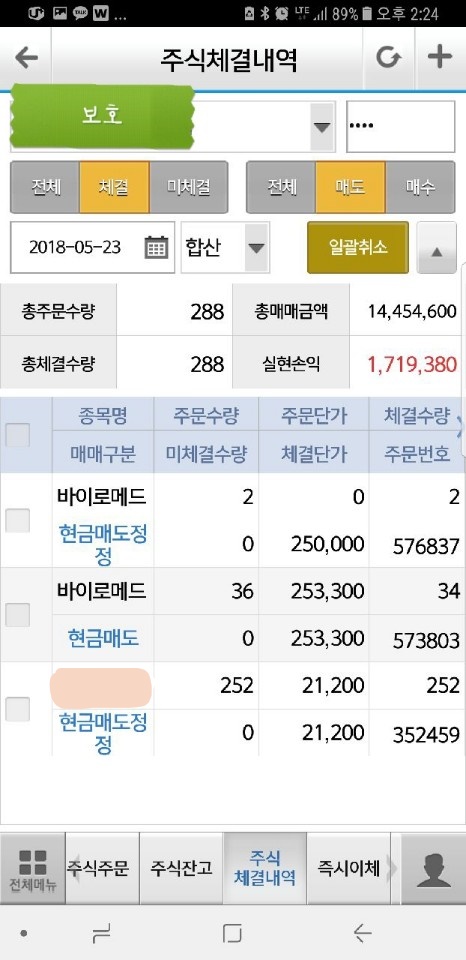 ... LTE 89% 오후 2:24
주식체결내역
보호 ••••
전체 체결 미체결 전체 매도 매수
2018-05-23 합산 일괄취소
총주문수량 288 총매매금액 14,454,600
총체결수량 288 실현손익 1,719,380
종목명 주문수량 주문단가 체결수량
매매구분 미체결수량 체결단가 주문번호
바이로메드 2 0 2
현금매도정
정 0 250,000 576837
바이로메드 36 253,300 34
현금매도 0 253,300 573803
252 21,200 252
현금매도정
정 0 21,200 352459
전체메뉴 주식주문 주식잔고 주식
체결내역 즉시이체